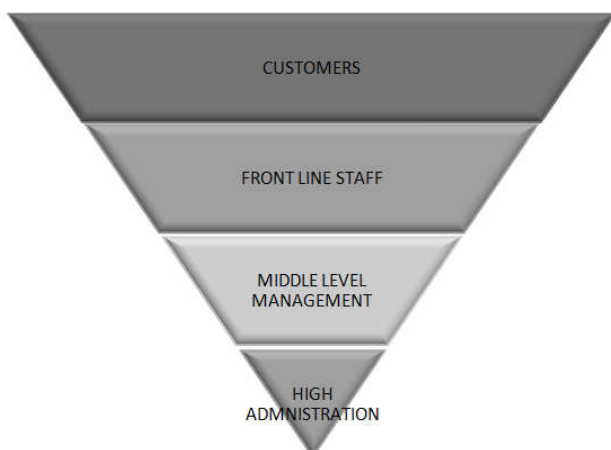 CUSTOMERS
FRONT LINE STAFF
MIDDLE LEVEL
MANAGEMENT
HIGH
ADMNISTRATION